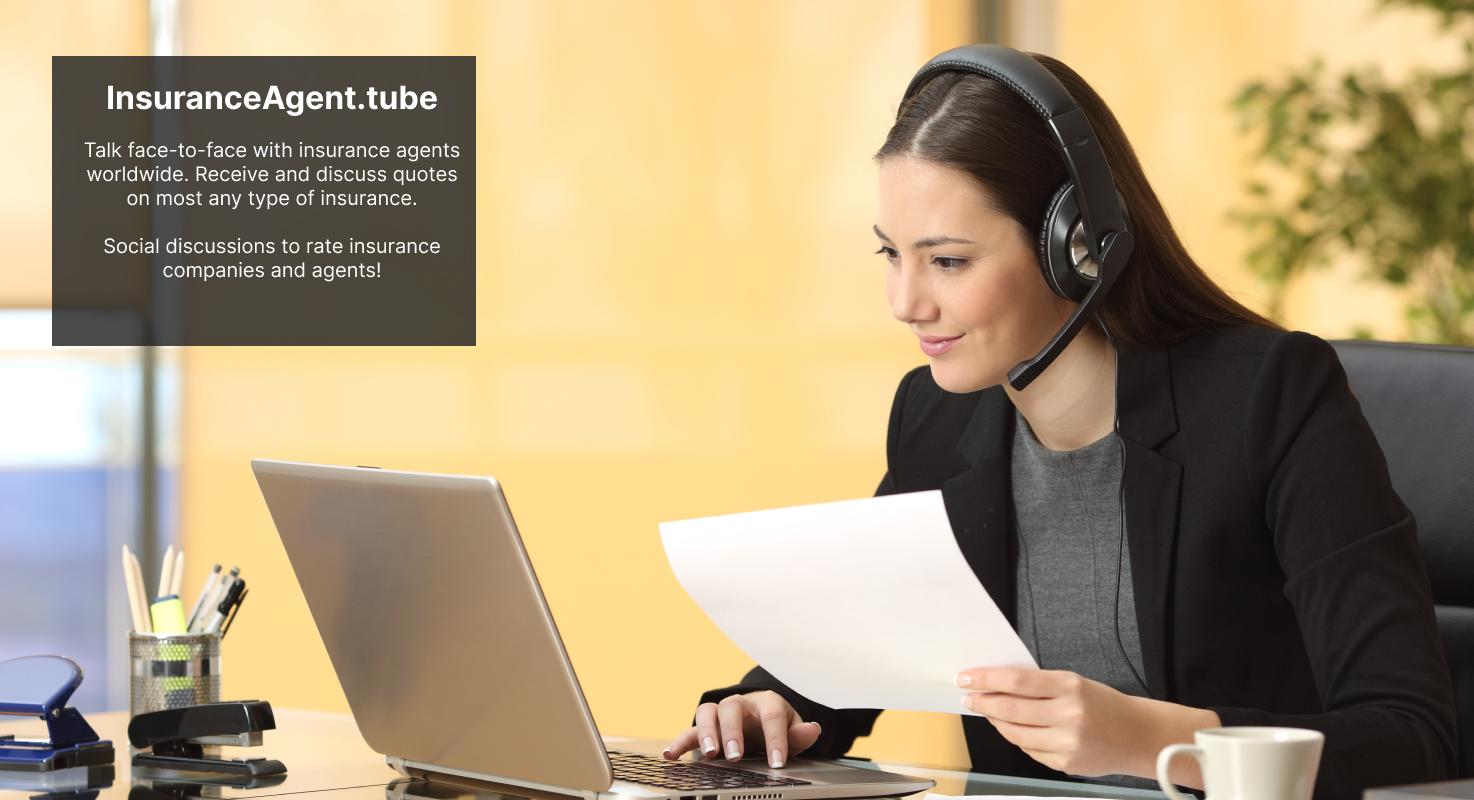 InsuranceAgent.tube
Talk face-to-face with insurance agents
worldwide. Receive and discuss quotes
on most any type of insurance.
Social discussions to rate insurance
companies and agents!